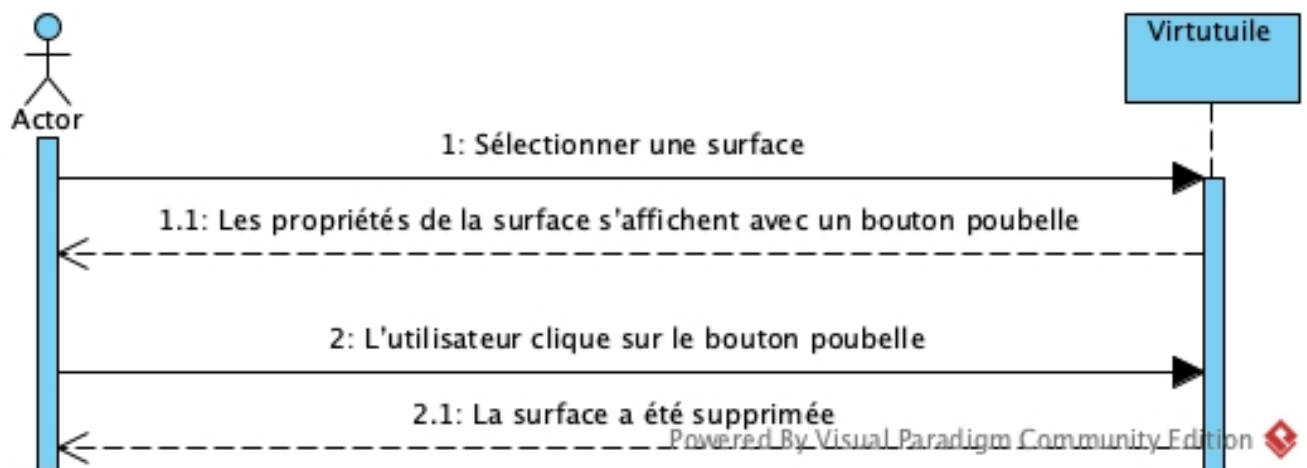 Virtutuile
Actor
1: Sélectionner une surface
1.1: Les propriétés de la surface s'affichent avec un bouton poubelle
2: L'utilisateur clique sur le bouton poubelle
2.1: La surface a été supprimée
Powered By Visual Paradigm Community Edition